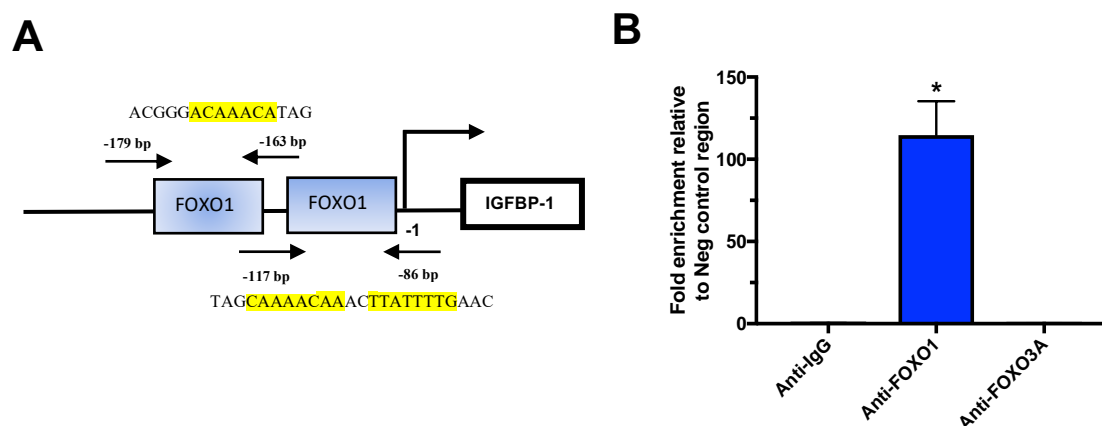 A
ACGGGACAAACATAG
-179 bp
-163 bp
FOXO1
FOXO1
IGFBP-1
-1
-117 bp
-86 bp
TAGCAAAACAAACTTATTTTGAAC
B
Fold enrichment relative
to Neg control region
150
100
50
0
*
Anti-IgG
Anti-FOXO1
Anti-FOXO3A